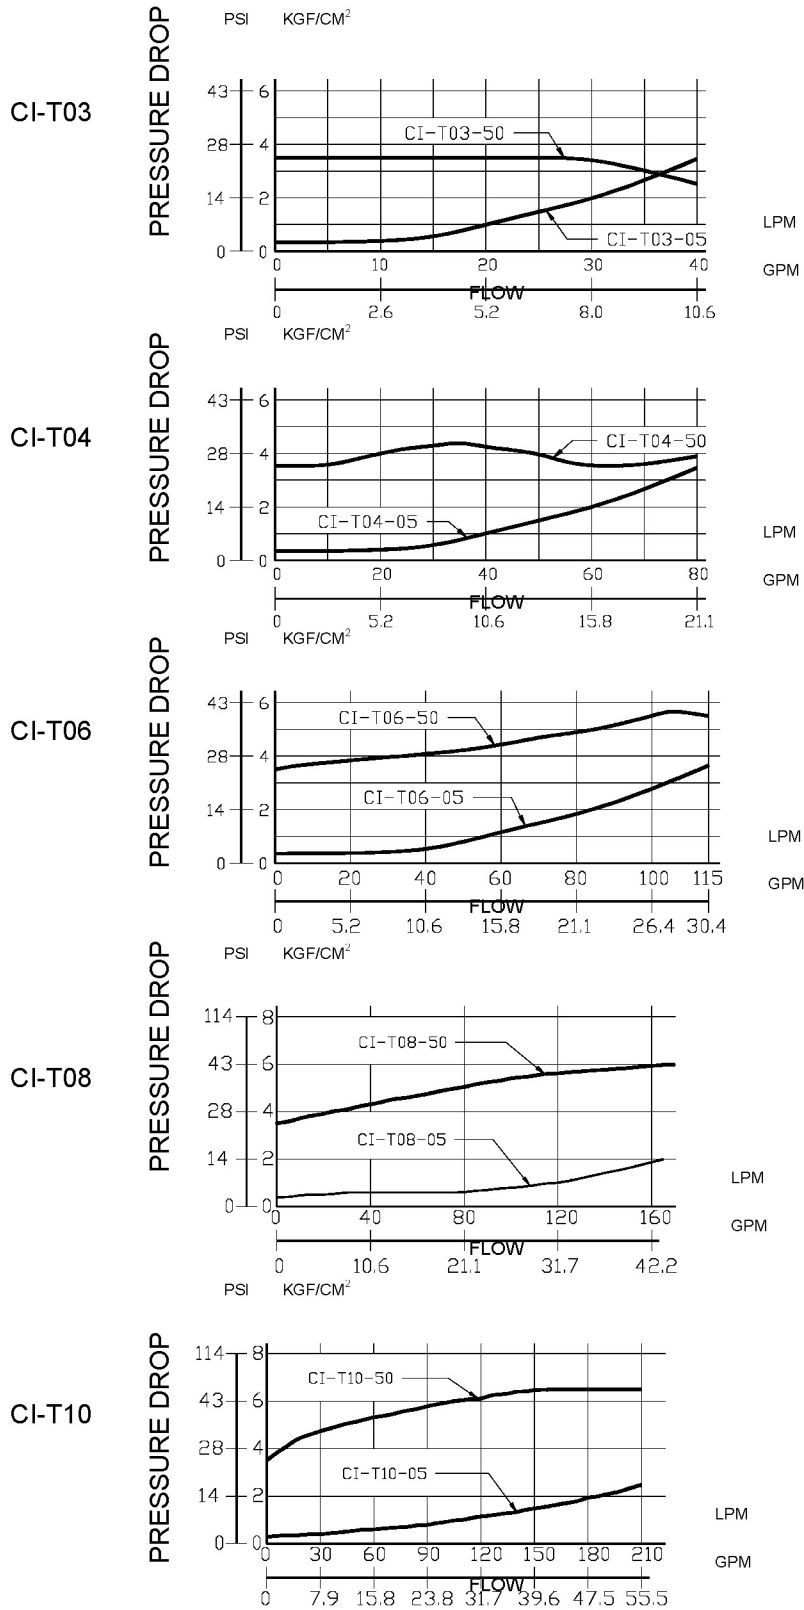 PSI KGF/CM²
CI-T03
PRESSURE DROP
43 6
CI-T03-50
28 4
14 2
CI-T03-05
0 0
LPM
0 10 20 30 40
GPM
FLOW
0 2.6 5.2 8.0 10.6
PSI KGF/CM²
CI-T04
PRESSURE DROP
43 6
CI-T04-50
28 4
CI-T04-05
14 2
0 0
LPM
0 20 40 60 80
GPM
FLOW
0 5.2 10.6 15.8 21.1
PSI KGF/CM²
CI-T06
PRESSURE DROP
43 6
CI-T06-50
28 4
CI-T06-05
14 2
0 0
LPM
0 20 40 60 80 100 115
GPM
FLOW
0 5.2 10.6 15.8 21.1 26.4 30.4
PSI KGF/CM²
CI-T08
PRESSURE DROP
114 8
CI-T08-50
43 6
28 4
CI-T08-05
14 2
0 0
LPM
0 40 80 120 160
GPM
FLOW
0 10.6 21.1 31.7 42.2
PSI KGF/CM²
CI-T10
PRESSURE DROP
114 8
CI-T10-50
43 6
28 4
CI-T10-05
14 2
0 0
LPM
0 30 60 90 120 150 180 210
GPM
FLOW
0 7.9 15.8 23.8 31.7 39.6 47.5 55.5